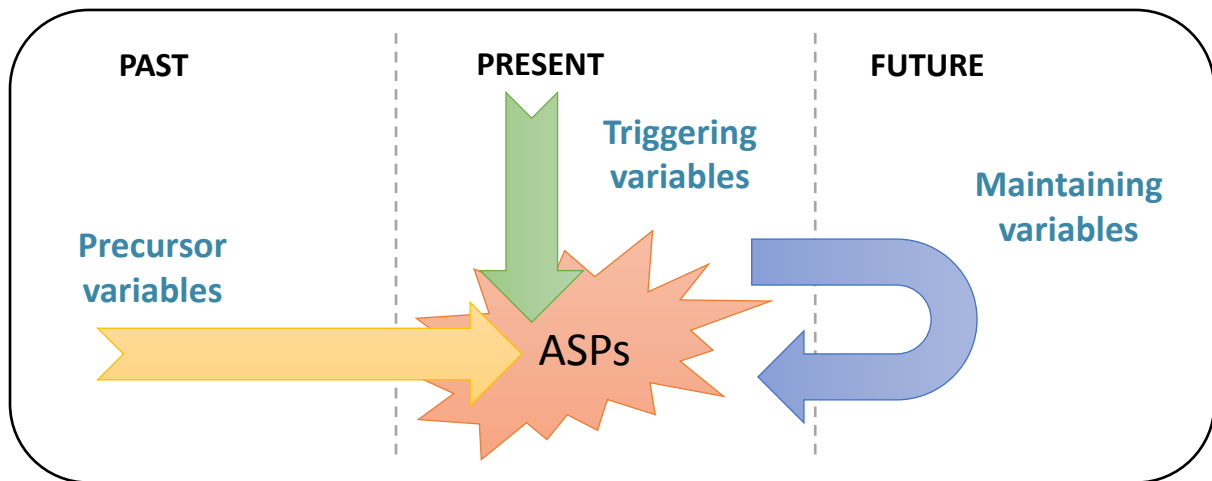 PAST
PRESENT
FUTURE
Triggering
variables
Maintaining
variables
Precursor
variables
ASPs